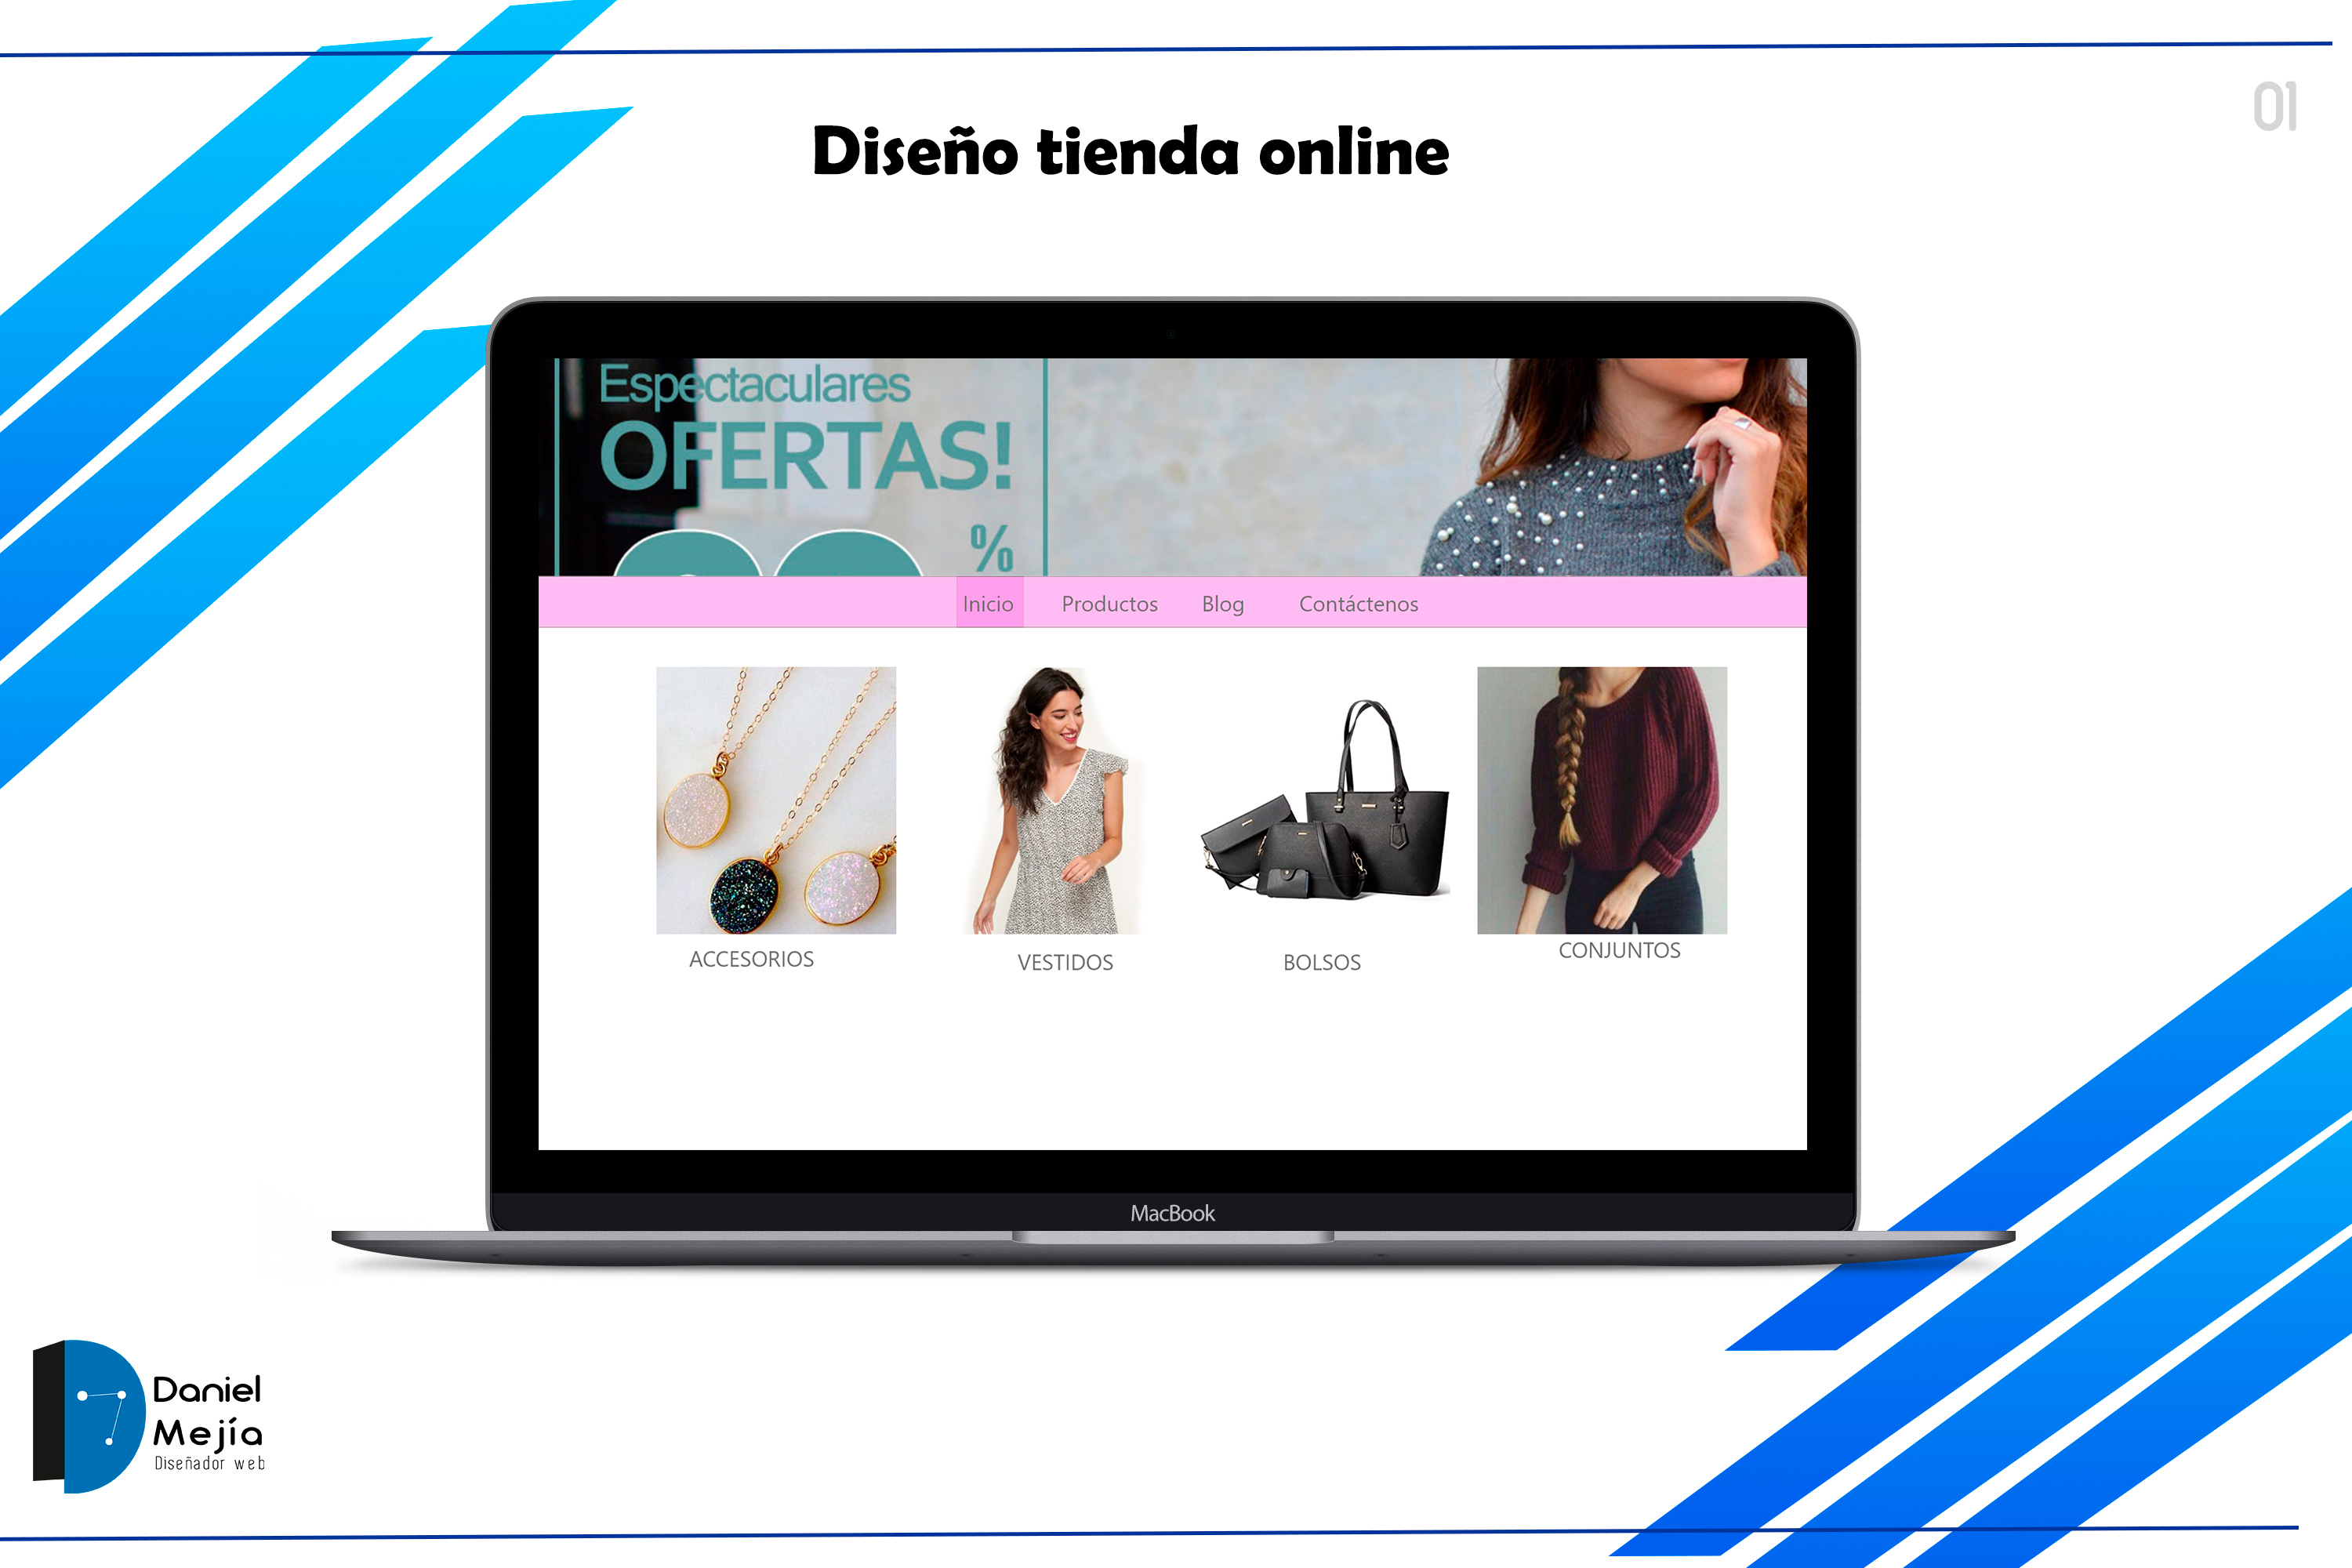 01
Diseño tienda online
Espectaculares
OFERTAS!
%
Inicio Productos Blog Contáctenos
ACCESORIOS VESTIDOS BOLSOS CONJUNTOS
MacBook
Daniel
Mejía
Diseñador web